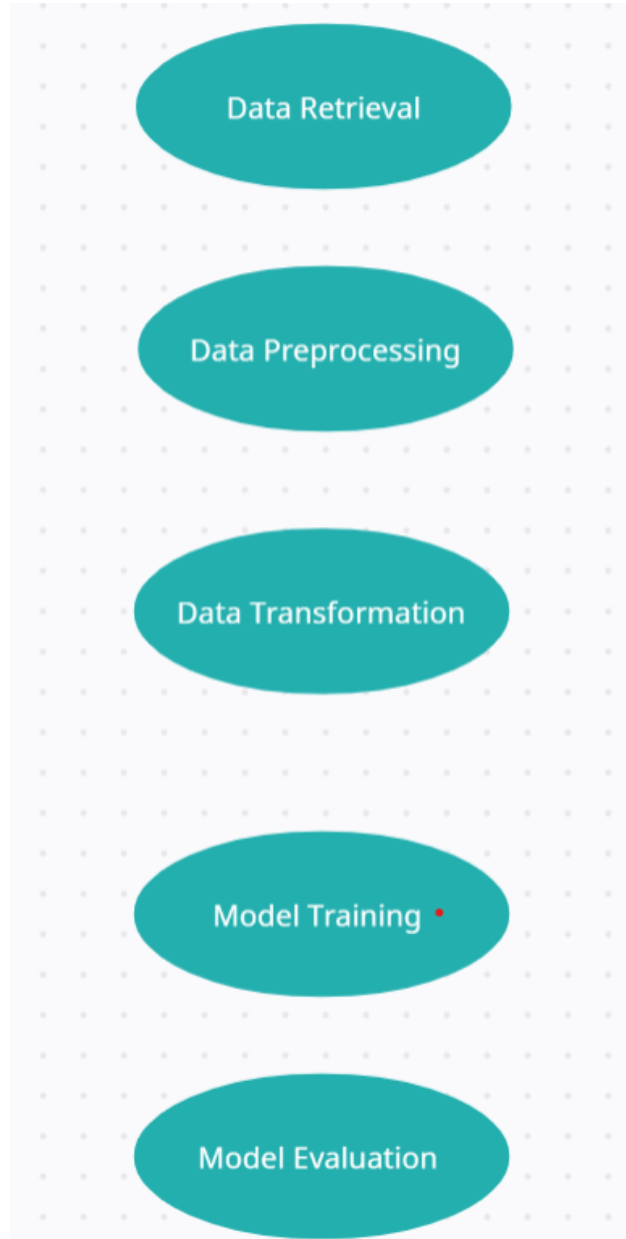 Data Retrieval
Data Preprocessing
Data Transformation
Model Training
Model Evaluation